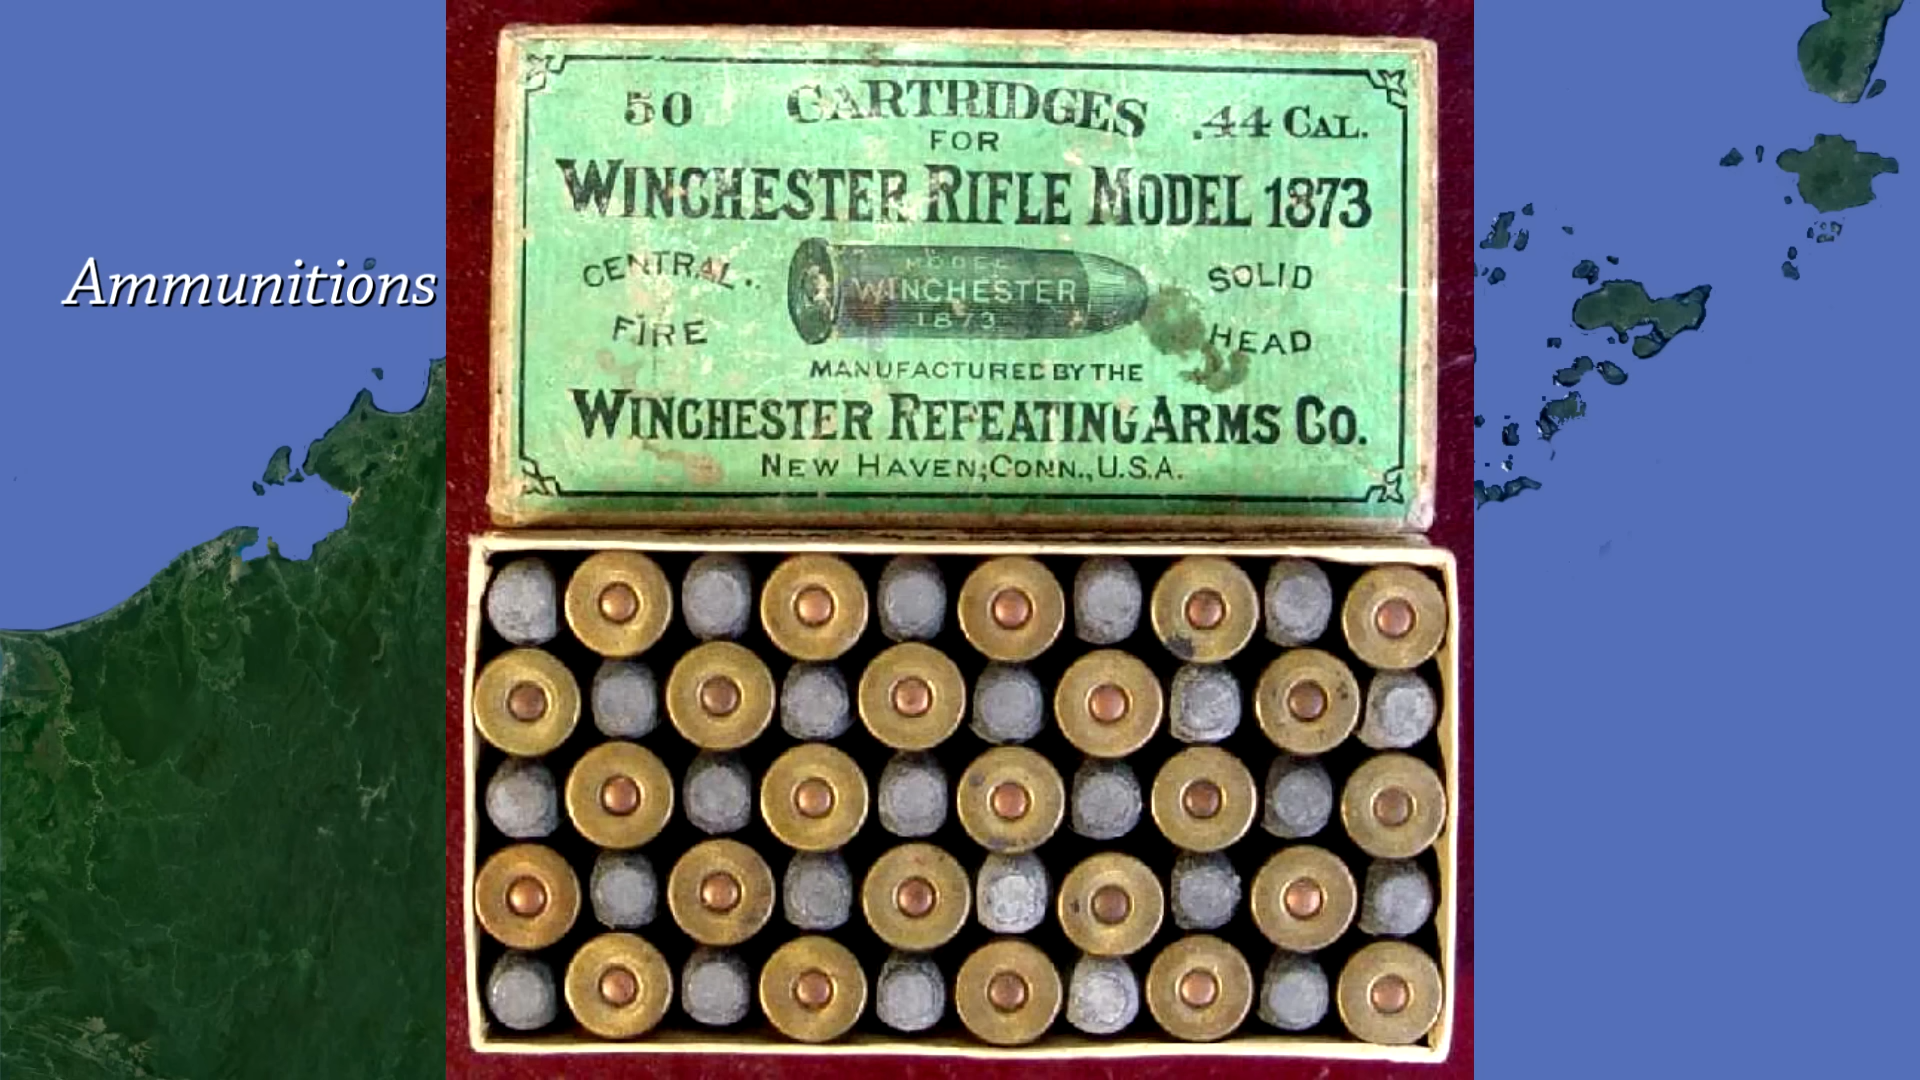 Ammunitions
50 CARTRIDGES .44 CAL.
FOR
WINCHESTER RIFLE MODEL 1873
CENTRAL FIRE
MODEL
WINCHESTER
1873
SOLID HEAD
MANUFACTURED BY THE
WINCHESTER REPEATING ARMS CO.
NEW HAVEN, CONN., U.S.A.